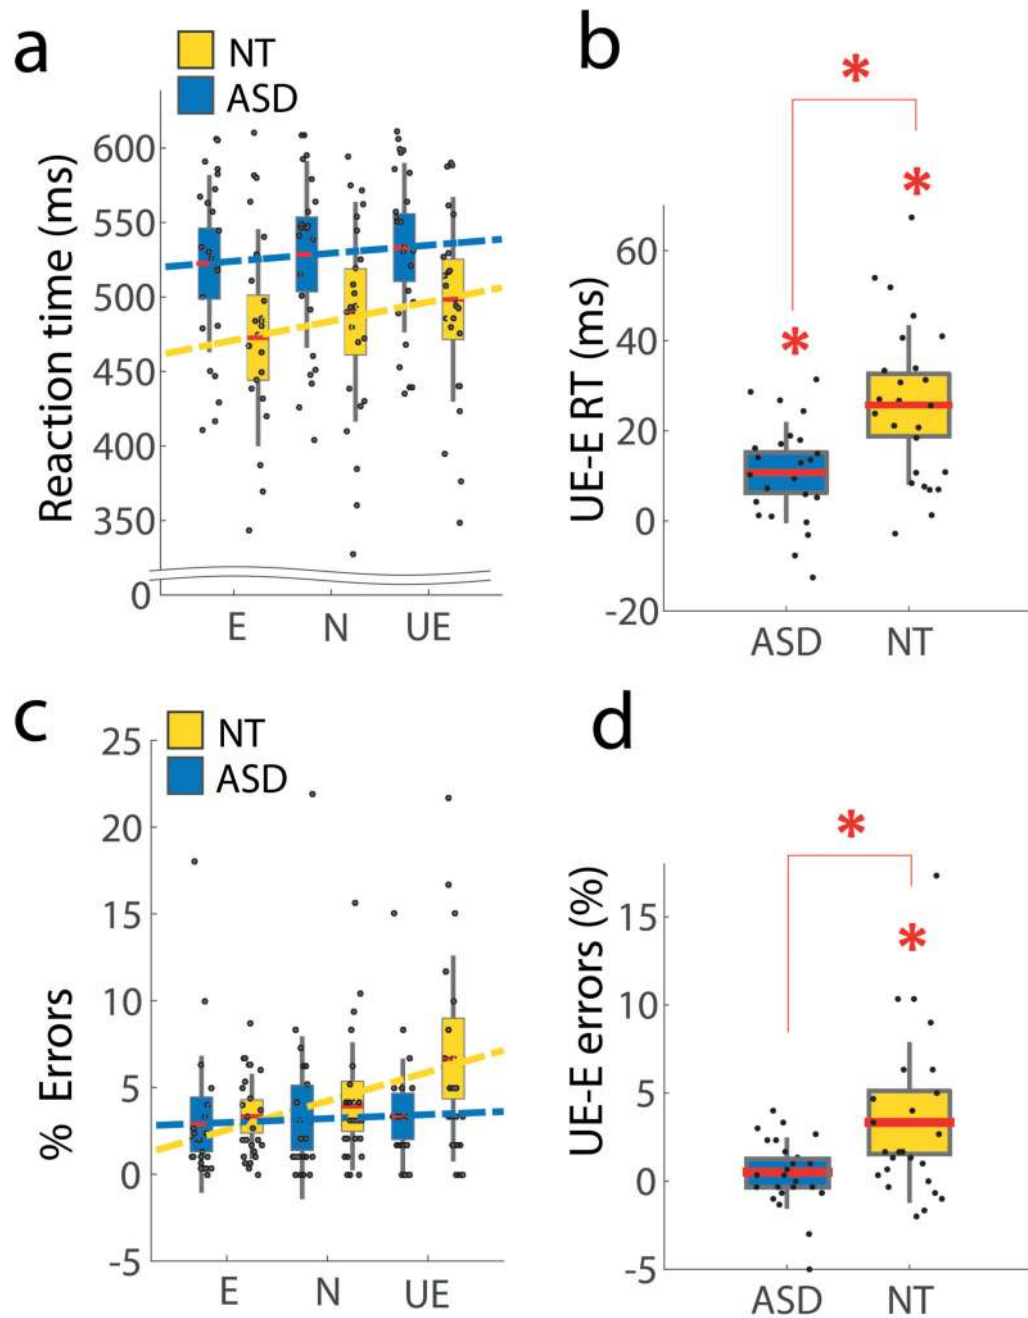 a
NT
ASD
Reaction time (ms)
600
550
500
450
400
350
0
E N UE
b
*
*
*
UE-E RT (ms)
60
40
20
0
-20
ASD NT
c
NT
ASD
% Errors
25
20
15
10
5
0
-5
E N UE
d
*
*
UE-E errors (%)
15
10
5
0
-5
ASD NT